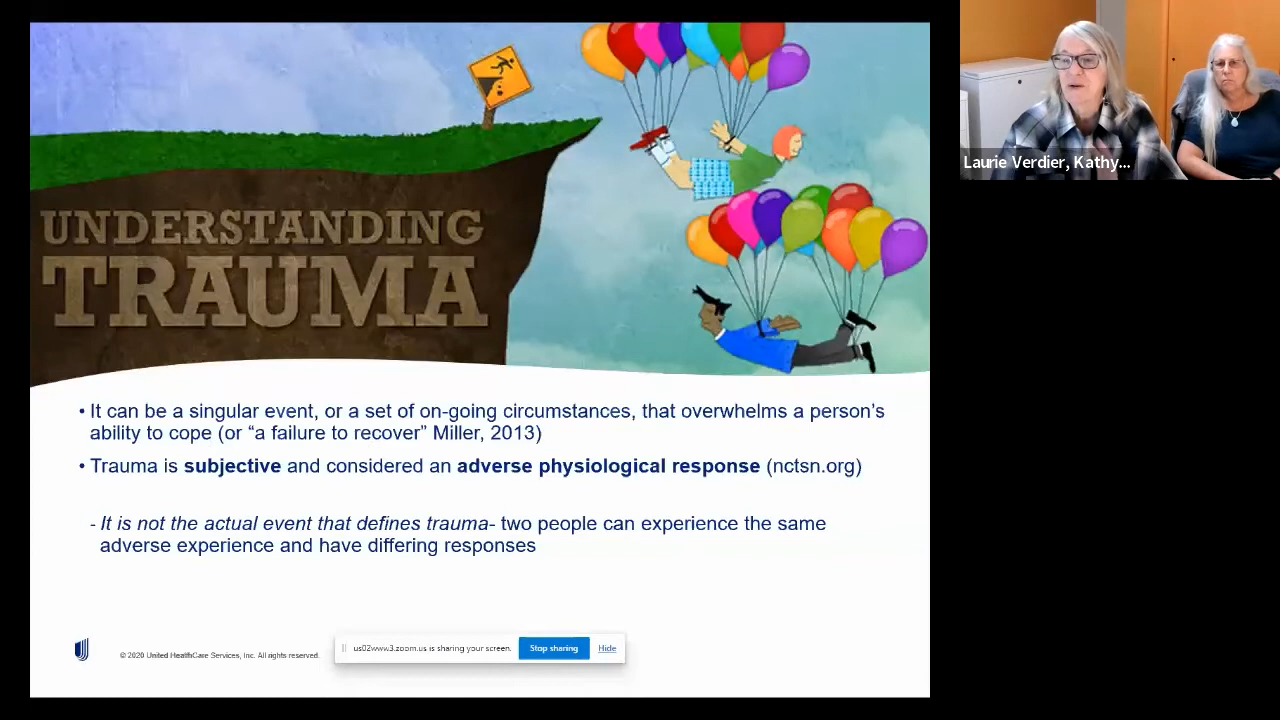 UNDERSTANDING
TRAUMA
• It can be a singular event, or a set of on-going circumstances, that overwhelms a person’s
ability to cope (or “a failure to recover” Miller, 2013)
• Trauma is subjective and considered an adverse physiological response (nctsn.org)
- It is not the actual event that defines trauma- two people can experience the same
adverse experience and have differing responses
© 2020 United HealthCare Services, Inc. All rights reserved.
us02www3.zoom.us is sharing your screen.
Stop sharing
Hide
Laurie Verdier, Kathy...